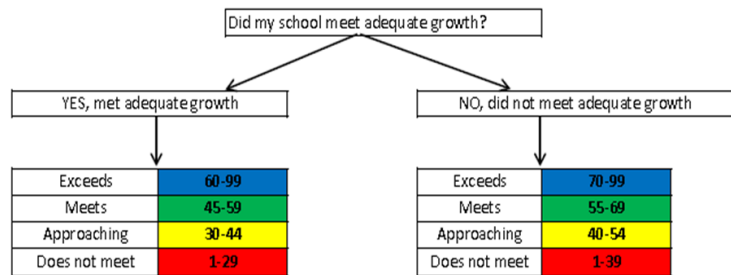 Did my school meet adequate growth?
YES, met adequate growth
NO, did not meet adequate growth
Exceeds 60-99
Meets 45-59
Approaching 30-44
Does not meet 1-29
Exceeds 70-99
Meets 55-69
Approaching 40-54
Does not meet 1-39